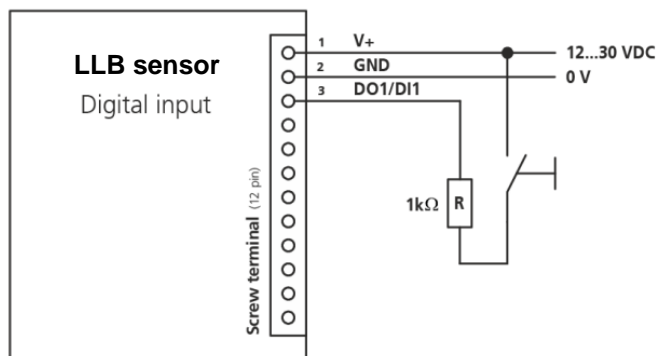 LLB sensor
Digital input
Screw terminal (12 pin)
1 V+
2 GND
3 DO1/DI1
12...30 VDC
0 V
1kΩ R